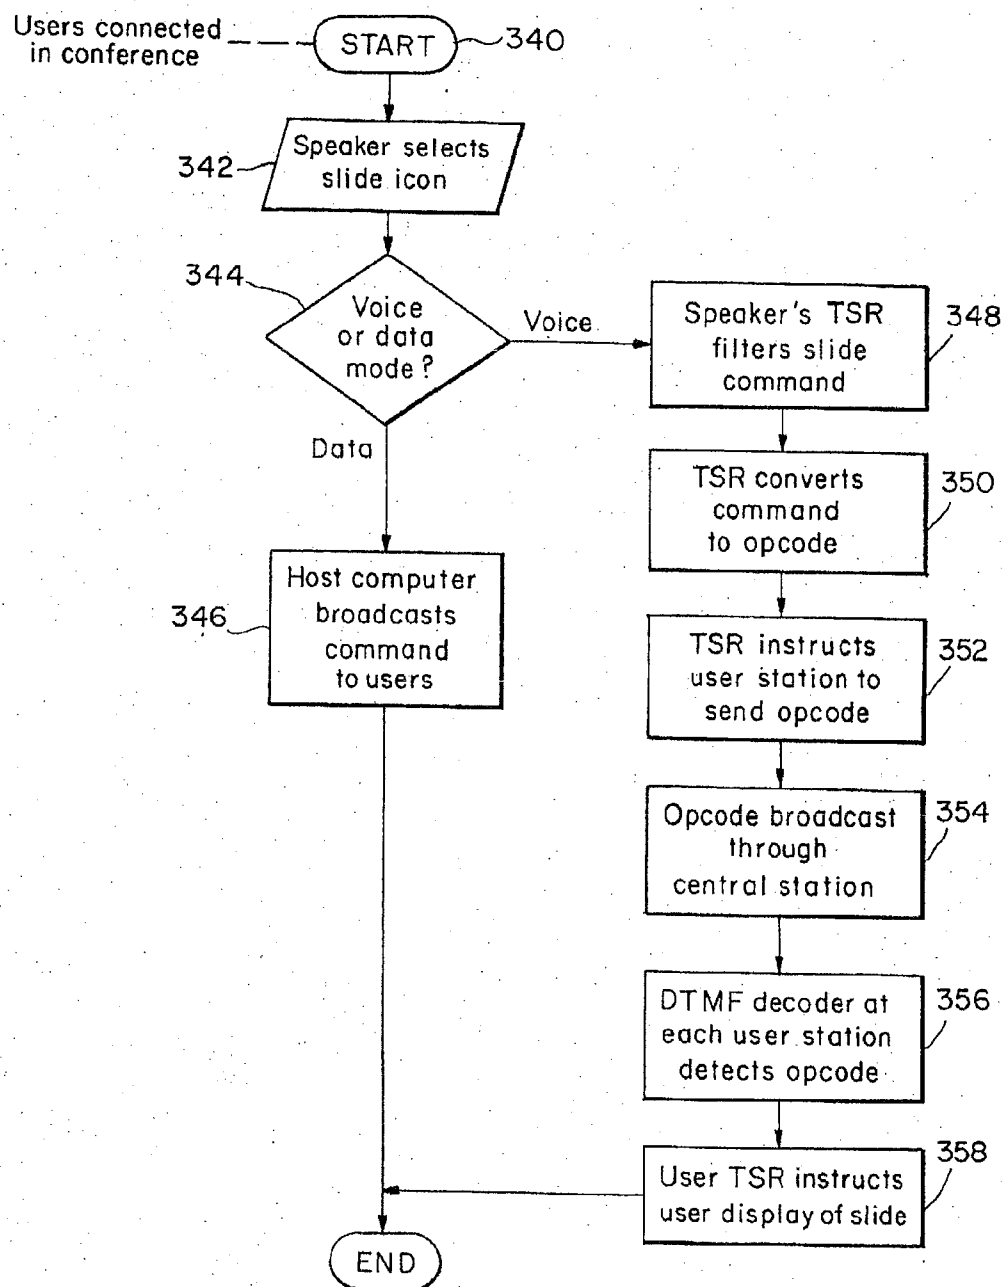 Users connected
in conference
START
340
342
Speaker selects
slide icon
344
Voice
or data
mode?
Voice
Data
Speaker's TSR
filters slide
command
348
TSR converts
command
to opcode
350
346
Host computer
broadcasts
command
to users
TSR instructs
user station to
send opcode
352
Opcode broadcast
through
central station
354
DTMF decoder at
each user station
detects opcode
356
User TSR instructs
user display of slide
358
END